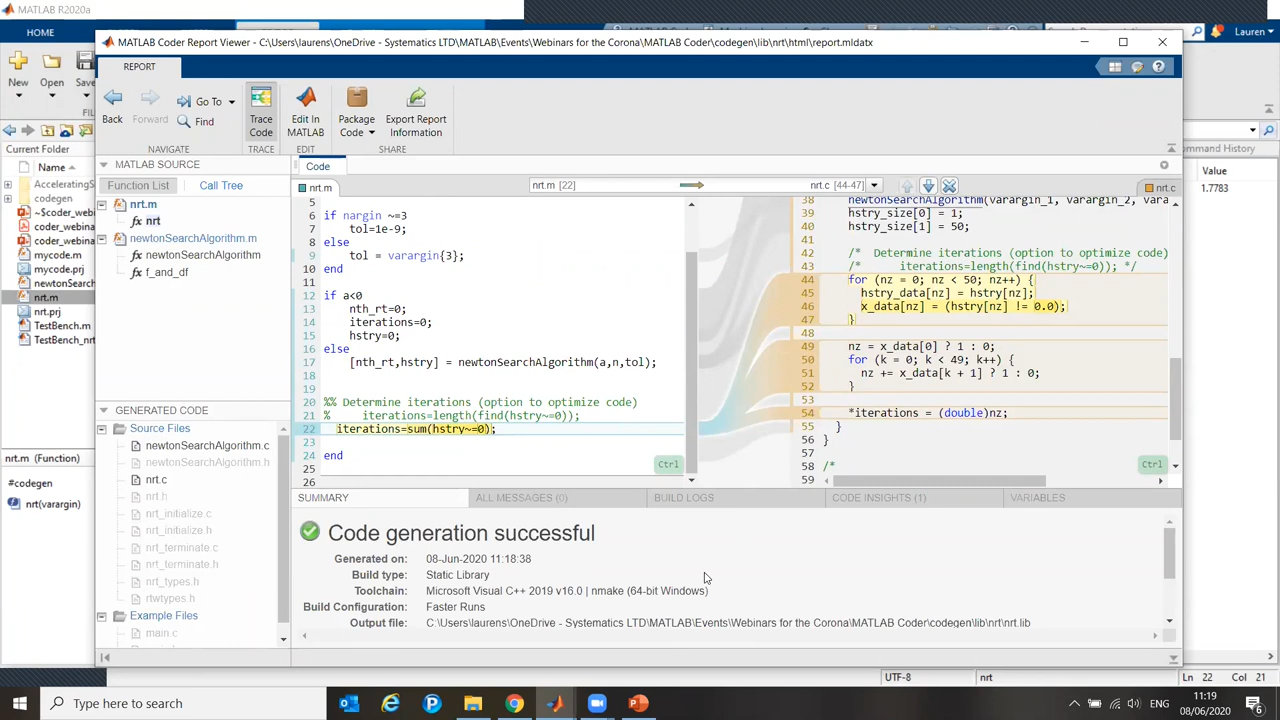 MATLAB R2020a
HOME
Lauren
New
Open
Save
Current Folder
Name
AcceleratingS
codegen
~$coder_web
coder_webina
coder_webina
mycode.m
mycode.prj
newtonSearch
nrt.m
nrt.prj
TestBench.m
TestBench_nrt
MATLAB Coder Report Viewer - C:\Users\laurens\OneDrive - Systematics LTD\MATLAB\Events\Webinars for the Corona\MATLAB Coder\codegen\lib\nrt\html\report.mldatx
REPORT
Back
Forward
Go To
Find
Trace
Code
Edit In
MATLAB
Package
Code
Export Report
Information
NAVIGATE
TRACE
EDIT
SHARE
MATLAB SOURCE
Function List
Call Tree
nrt.m
fx nrt
newtonSearchAlgorithm.m
fx newtonSearchAlgorithm
fx f_and_df
GENERATED CODE
Source Files
newtonSearchAlgorithm.c
newtonSearchAlgorithm.h
nrt.c
nrt.h
nrt_initialize.c
nrt_initialize.h
nrt_terminate.c
nrt_terminate.h
nrt_types.h
rtwtypes.h
Example Files
main.c
nrt.m (Function)
#codegen
nrt(varargin)
Code
nrt.m
nrt.m [22]
nrt.c [44-47]
nrt.c
5
6 if nargin ~=3
7 tol=1e-9;
8 else
9 tol = varargin{3};
10 end
11
12 if a<0
13 nth_rt=0;
14 iterations=0;
15 hstry=0;
16 else
17 [nth_rt,hstry] = newtonSearchAlgorithm(a,n,tol);
18
19
20 %% Determine iterations (option to optimize code)
21 % iterations=length(find(hstry~=0));
22 iterations=sum(hstry~=0);
23
24 end
25
26
Ctrl
38 newtonSearchAlgorithm(varargin_1, varargin_2, vara
39 hstry_size[0] = 1;
40 hstry_size[1] = 50;
41
42 /* Determine iterations (option to optimize code)
43 /* iterations=length(find(hstry~=0)); */
44 for (nz = 0; nz < 50; nz++) {
45 hstry_data[nz] = hstry[nz];
46 x_data[nz] = (hstry[nz] != 0.0);
47 }
48
49 nz = x_data[0] ? 1 : 0;
50 for (k = 0; k < 49; k++) {
51 nz += x_data[k + 1] ? 1 : 0;
52 }
53
54 *iterations = (double)nz;
55 }
56 }
57
58 /*
59
Ctrl
SUMMARY
ALL MESSAGES (0)
BUILD LOGS
CODE INSIGHTS (1)
VARIABLES
Code generation successful
Generated on: 08-Jun-2020 11:18:38
Build type: Static Library
Toolchain: Microsoft Visual C++ 2019 v16.0 | nmake (64-bit Windows)
Build Configuration: Faster Runs
Output file: C:\Users\laurens\OneDrive - Systematics LTD\MATLAB\Events\Webinars for the Corona\MATLAB Coder\codegen\lib\nrt\nrt.lib
ommand History
Value
1.7783
UTF-8
nrt
Ln 22 Col 21
Type here to search
ENG
11:19
08/06/2020
6